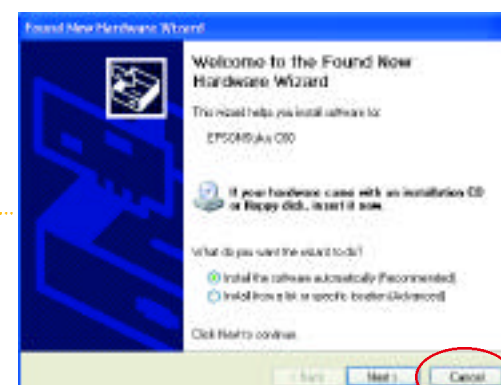 Found New Hardware Wizard
Welcome to the Found New
Hardware Wizard
This wizard helps you install software for:
EPSON Stylus C80
If your hardware came with an installation CD
or floppy disk, insert it now.
What do you want the wizard to do?
Install the software automatically (Recommended)
Install from a list or specific location (Advanced)
Click Next to continue.
< Back Next > Cancel